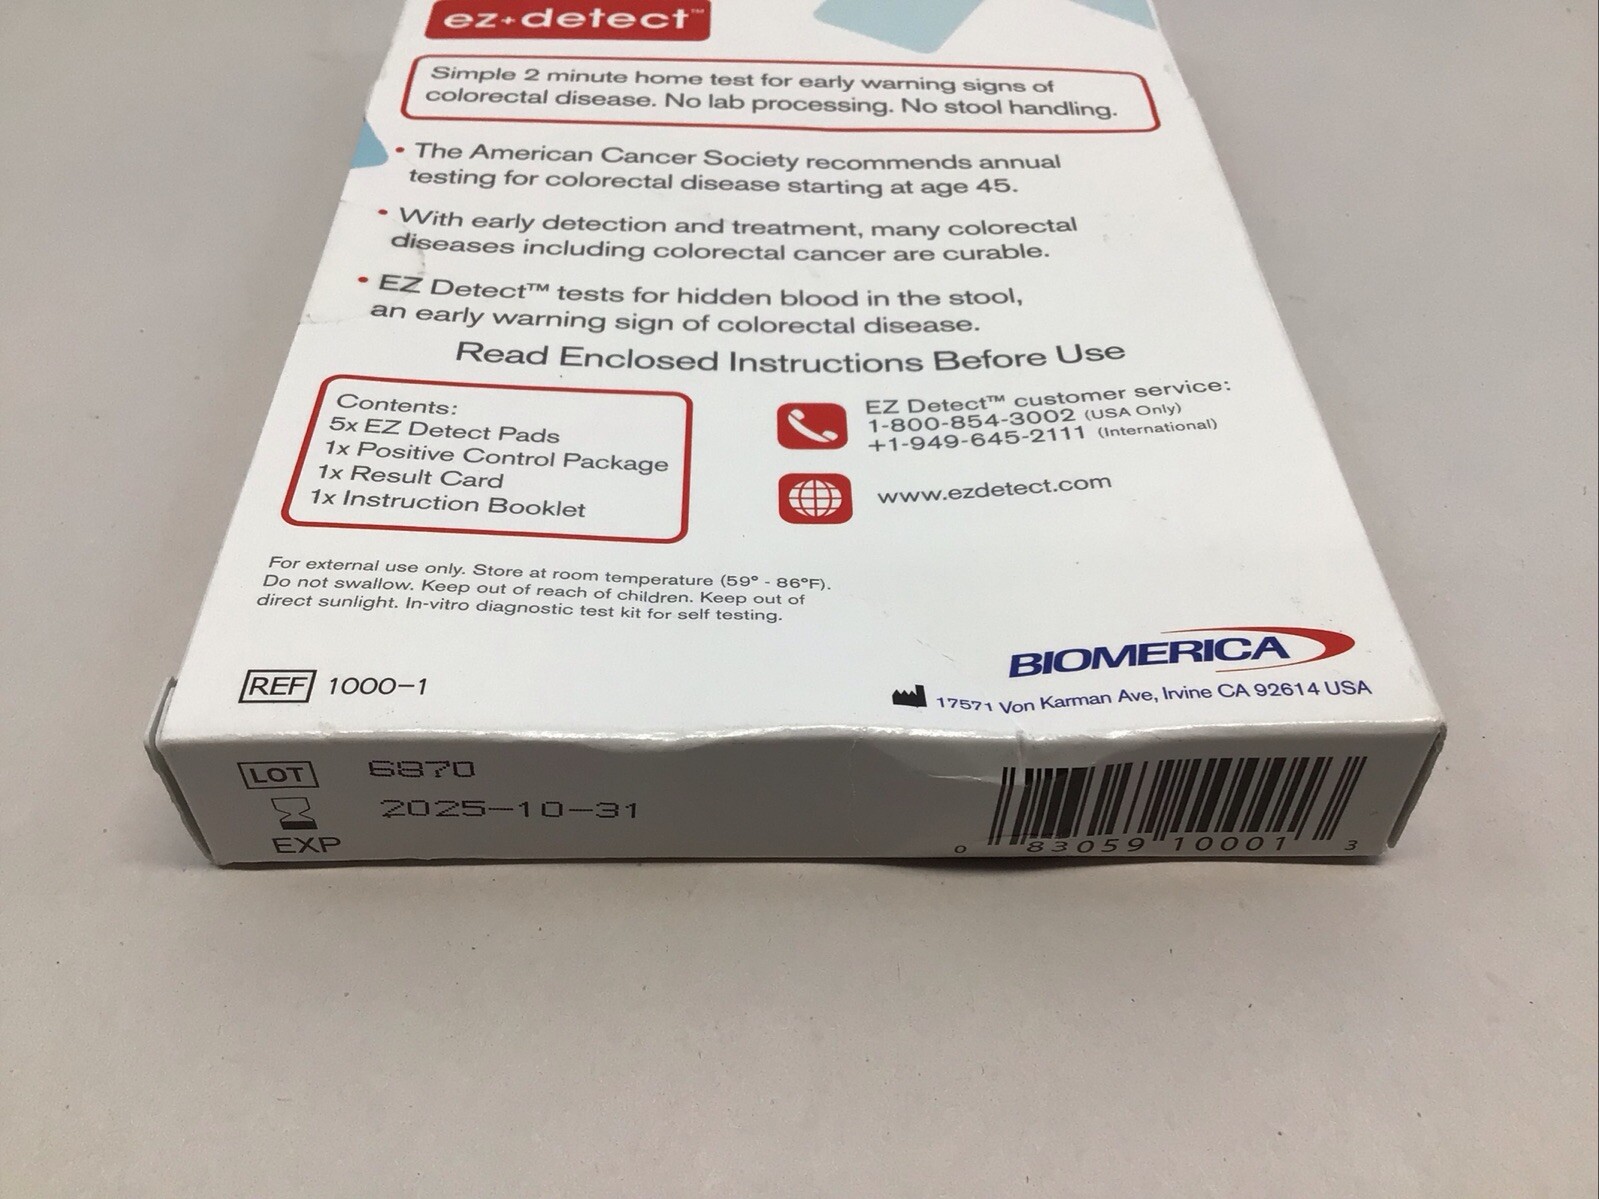 ez+detect™
Simple 2 minute home test for early warning signs of
colorectal disease. No lab processing. No stool handling.
• The American Cancer Society recommends annual
testing for colorectal disease starting at age 45.
• With early detection and treatment, many colorectal
diseases including colorectal cancer are curable.
• EZ Detect™ tests for hidden blood in the stool,
an early warning sign of colorectal disease.
Read Enclosed Instructions Before Use
Contents:
5x EZ Detect Pads
1x Positive Control Package
1x Result Card
1x Instruction Booklet
EZ Detect™ customer service:
1-800-854-3002 (USA Only)
+1-949-645-2111 (International)
www.ezdetect.com
For external use only. Store at room temperature (59° - 86°F).
Do not swallow. Keep out of reach of children. Keep out of
direct sunlight. In-vitro diagnostic test kit for self testing.
BIOMERICA
17571 Von Karman Ave, Irvine CA 92614 USA
REF 1000-1
LOT 6870
2025-10-31
EXP
0 83059 10001 3